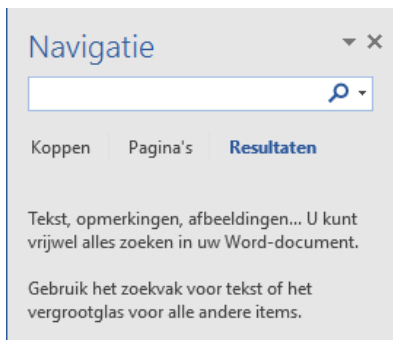 Navigatie
Koppen Pagina's Resultaten
Tekst, opmerkingen, afbeeldingen... U kunt
vrijwel alles zoeken in uw Word-document.
Gebruik het zoekvak voor tekst of het
vergrootglas voor alle andere items.